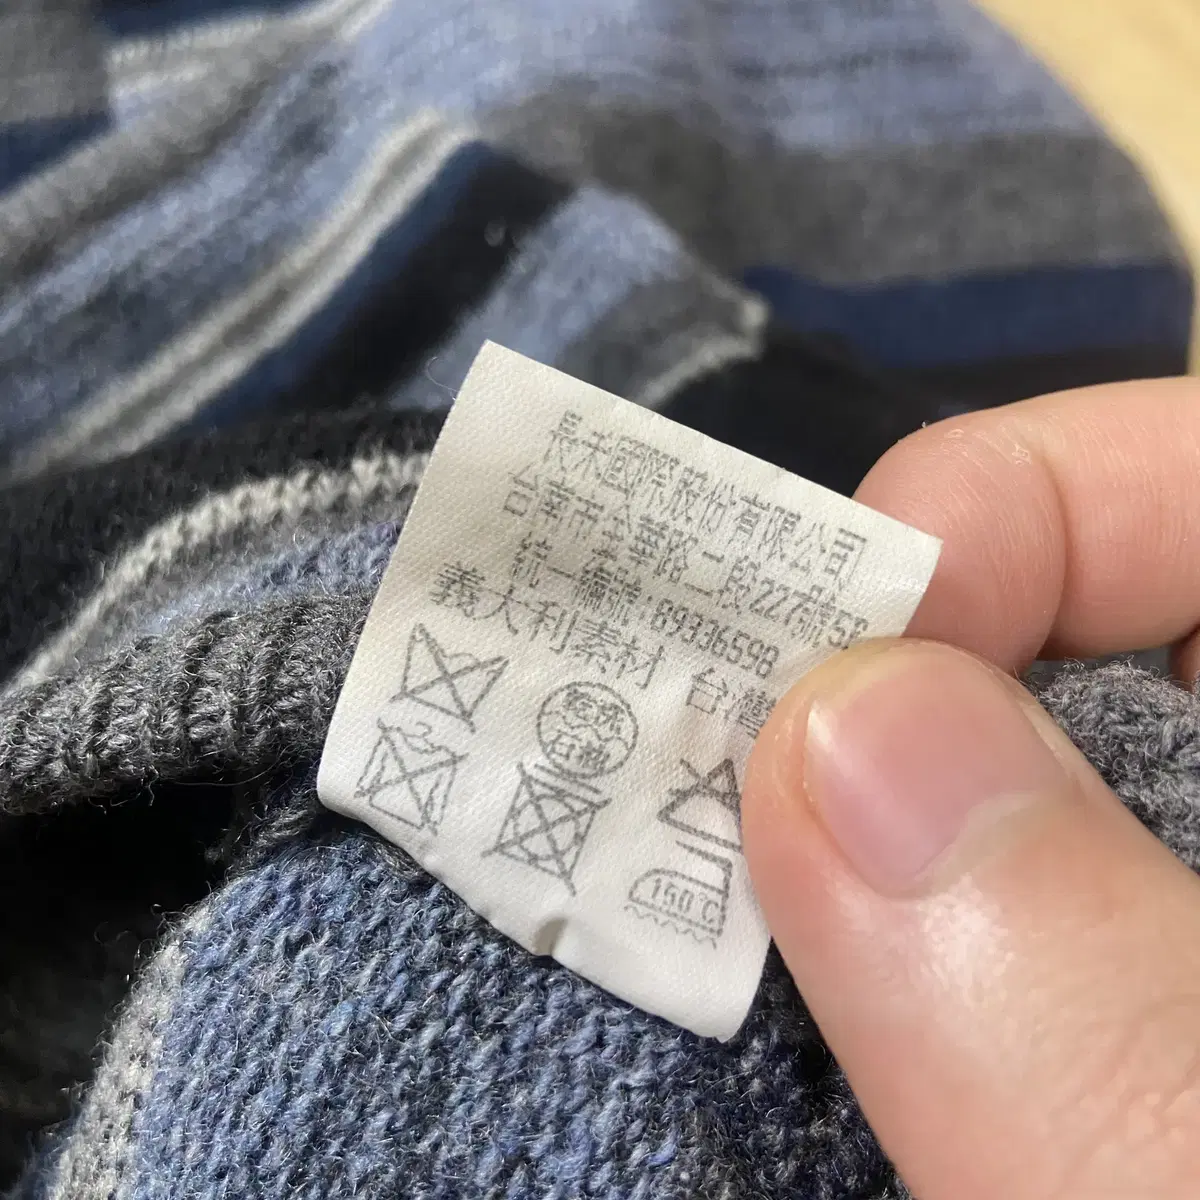 長禾國際股份有限公司
台南市金華路二段227號5F
統一編號:89336598
義大利素材 台灣
乾洗
石油
150℃